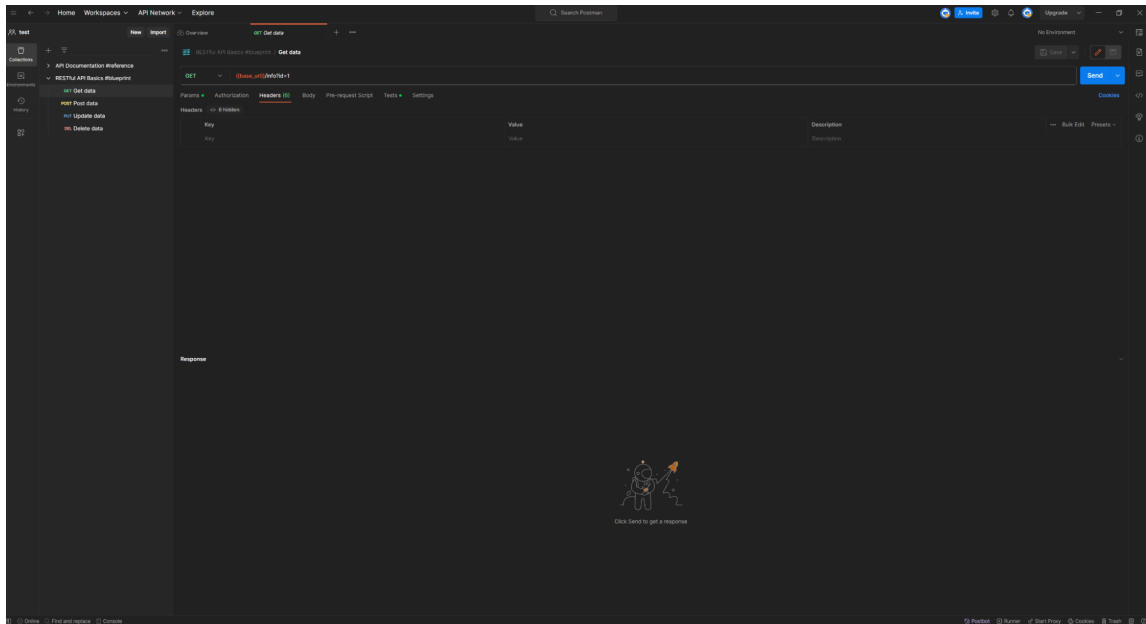 Home Workspaces API Network Explore Search Postman Invite Upgrade
test New Import Overview GET Get data No Environment
Collections
RESTful API Basics #blueprint / Get data Save
API Documentation #reference
RESTful API Basics #blueprint
GET {{base_url}}/info?id=1 Send
Environments
GET Get data
Params Authorization Headers (6) Body Pre-request Script Tests Settings Cookies
POST Post data
History
Headers 6 hidden
PUT Update data
Key Value Description Bulk Edit Presets
DEL Delete data
Key Value Description
Response
Click Send to get a response
Online Find and replace Console Postbot Runner Start Proxy Cookies Trash